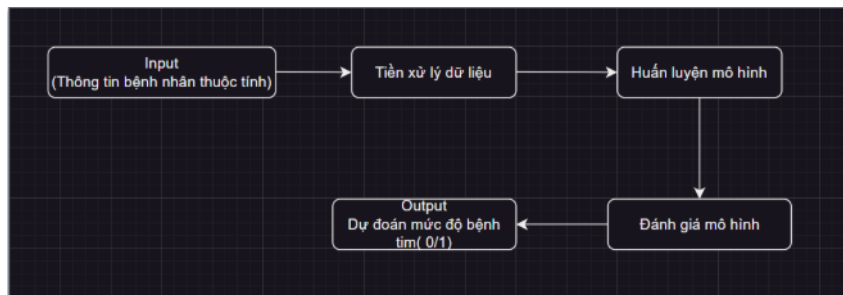 Input
(Thông tin bệnh nhân thuộc tính)
Tiền xử lý dữ liệu
Huấn luyện mô hình
Đánh giá mô hình
Output
Dự đoán mức độ bệnh
tim( 0/1)